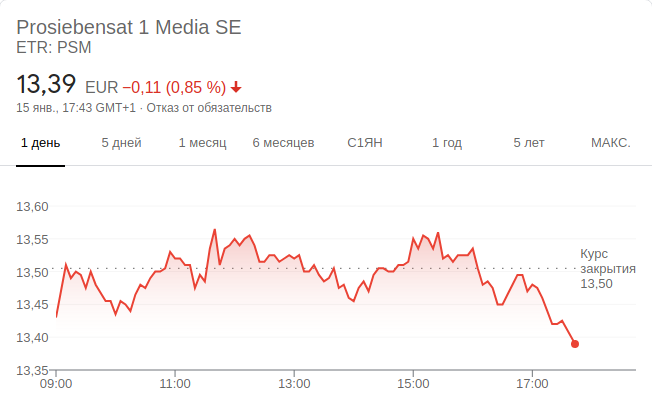 Prosiebensat 1 Media SE
ETR: PSM
13,39 EUR −0,11 (0,85 %)
15 янв., 17:43 GMT+1 · Отказ от обязательств
1 день 5 дней 1 месяц 6 месяцев С1ЯН 1 год 5 лет МАКС.
13,60
13,55
13,50
13,45
13,40
13,35
Курс
закрытия
13,50
09:00 11:00 13:00 15:00 17:00